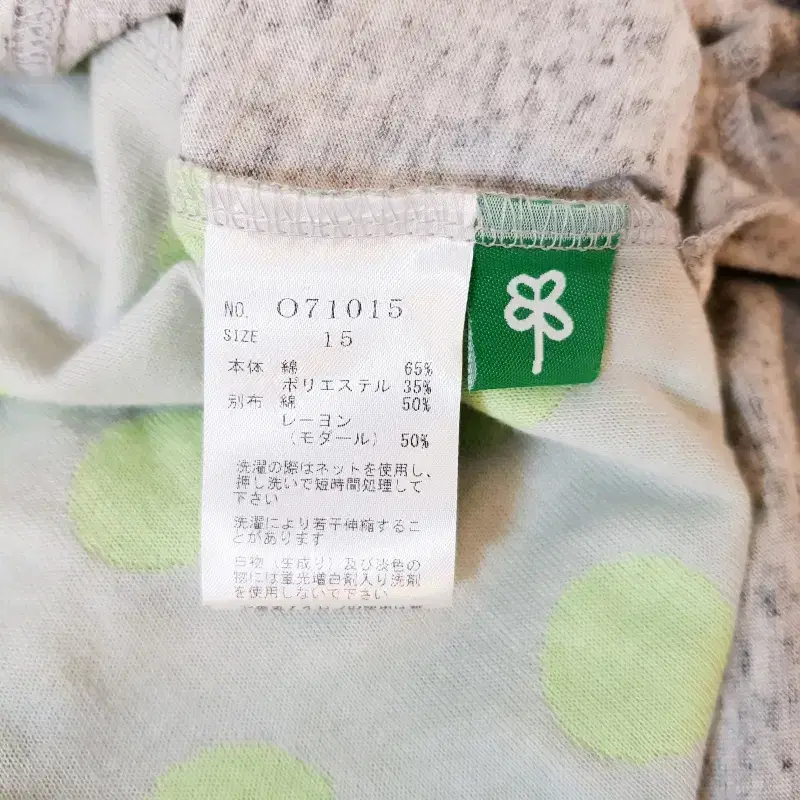 NO. O71015
SIZE 15
本体 綿 65%
ポリエステル 35%
別布 綿 50%
レーヨン
(モダール) 50%
洗濯の際はネットを使用し、
押し洗いで短時間処理して
下さい
洗濯により若干伸縮するこ
とがあります
白物(生成り)及び淡色の
物には蛍光増白剤入り洗剤
を使用しないで下さい